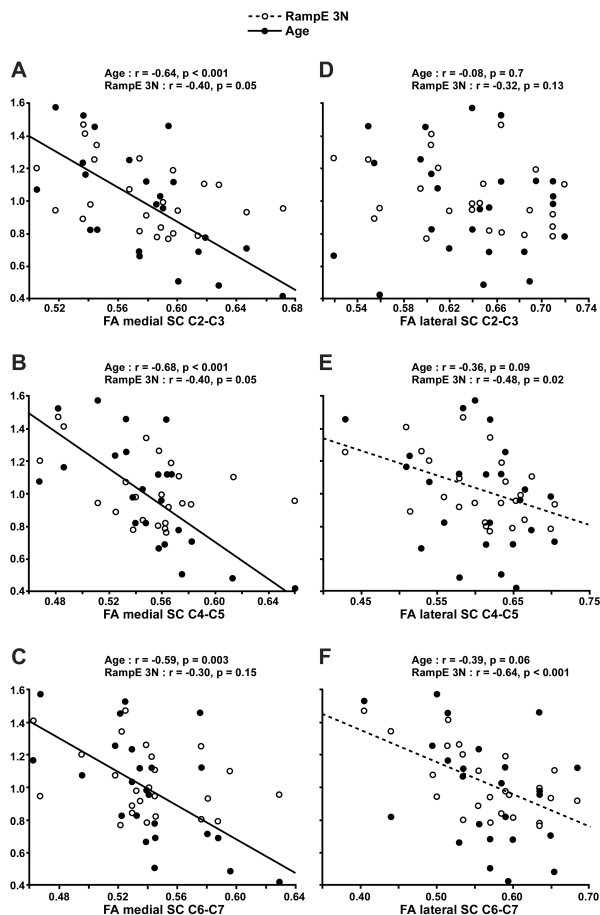 RampE 3N
Age
A
Age : r = -0.64, p < 0.001
RampE 3N : r = -0.40, p = 0.05
1.6
1.4
1.2
1.0
0.8
0.6
0.4
0.52 0.56 0.60 0.64 0.68
FA medial SC C2-C3
D
Age : r = -0.08, p = 0.7
RampE 3N : r = -0.32, p = 0.13
0.52 0.56 0.60 0.64 0.68 0.72 0.74
FA lateral SC C2-C3
B
Age : r = -0.68, p < 0.001
RampE 3N : r = -0.40, p = 0.05
1.6
1.4
1.2
1.0
0.8
0.6
0.4
0.48 0.52 0.56 0.60 0.64
FA medial SC C4-C5
E
Age : r = -0.36, p = 0.09
RampE 3N : r = -0.48, p = 0.02
0.45 0.55 0.65 0.75
FA lateral SC C4-C5
C
Age : r = -0.59, p = 0.003
RampE 3N : r = -0.30, p = 0.15
1.6
1.4
1.2
1.0
0.8
0.6
0.4
0.48 0.52 0.56 0.60 0.64
FA medial SC C6-C7
F
Age : r = -0.39, p = 0.06
RampE 3N : r = -0.64, p < 0.001
0.40 0.50 0.60 0.70
FA lateral SC C6-C7